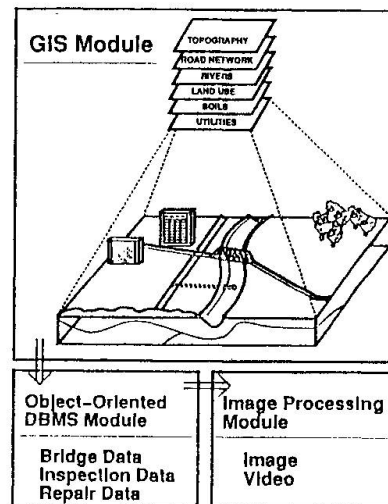 GIS Module
TOPOGRAPHY
ROAD NETWORK
RIVERS
LAND USE
SOILS
UTILITIES
Object-Oriented
DBMS Module
Bridge Data
Inspection Data
Repair Data
Image Processing
Module
Image
Video